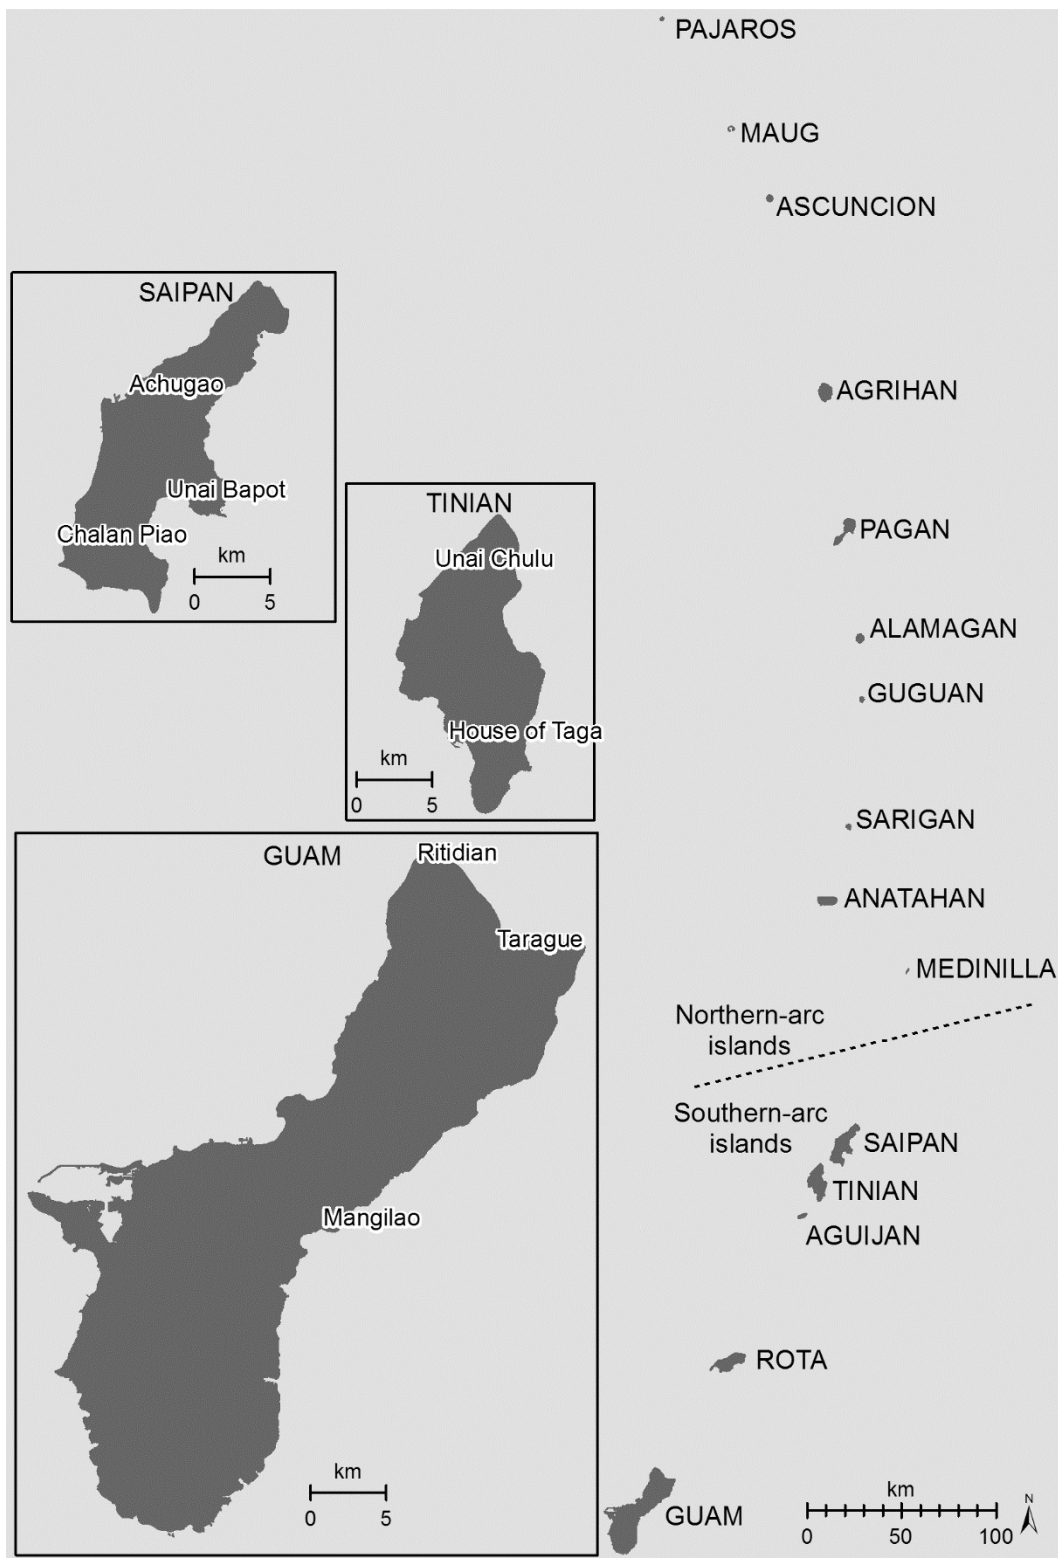 PAJAROS
MAUG
ASCUNCION
SAIPAN
Achugao
Unai Bapot
Chalan Piao
km
0 5
TINIAN
Unai Chulu
House of Taga
km
0 5
GUAM
Ritidian
Tarague
Mangilao
km
0 5
AGRIHAN
PAGAN
ALAMAGAN
GUGUAN
SARIGAN
ANATAHAN
MEDINILLA
Northern-arc
islands
Southern-arc
islands
SAIPAN
TINIAN
AGUIJAN
ROTA
GUAM
km
0 50 100
N